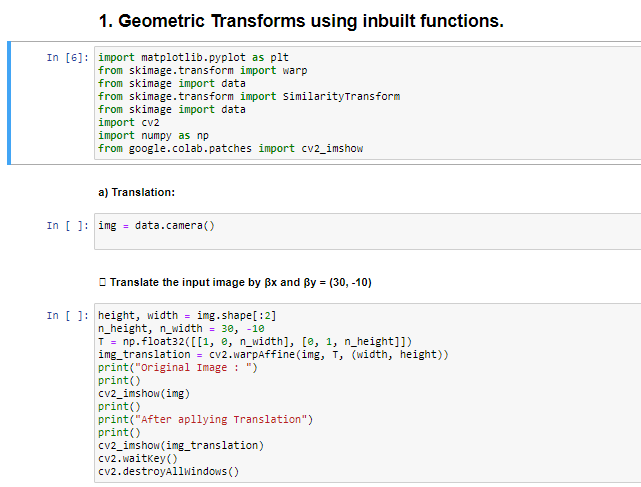 1. Geometric Transforms using inbuilt functions.
In [6]: import matplotlib.pyplot as plt
from skimage.transform import warp
from skimage import data
from skimage.transform import SimilarityTransform
from skimage import data
import cv2
import numpy as np
from google.colab.patches import cv2_imshow
a) Translation:
In [ ]: img = data.camera()
▯ Translate the input image by βx and βy = (30, -10)
In [ ]: height, width = img.shape[:2]
n_height, n_width = 30, -10
T = np.float32([[1, 0, n_width], [0, 1, n_height]])
img_translation = cv2.warpAffine(img, T, (width, height))
print("Original Image : ")
print()
cv2_imshow(img)
print()
print("After apllying Translation")
print()
cv2_imshow(img_translation)
cv2.waitKey()
cv2.destroyAllWindows()